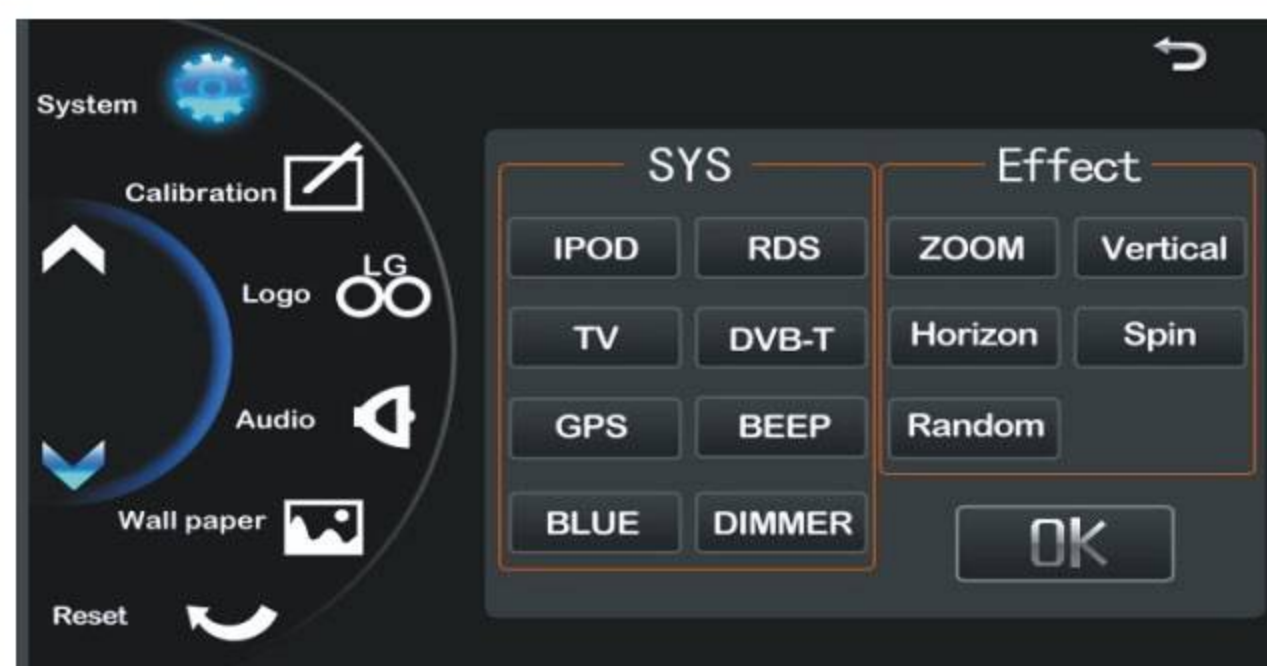 System
Calibration
LG
Logo
Audio
Wall paper
Reset
SYS
IPOD RDS
TV DVB-T
GPS BEEP
BLUE DIMMER
Effect
ZOOM Vertical
Horizon Spin
Random
OK